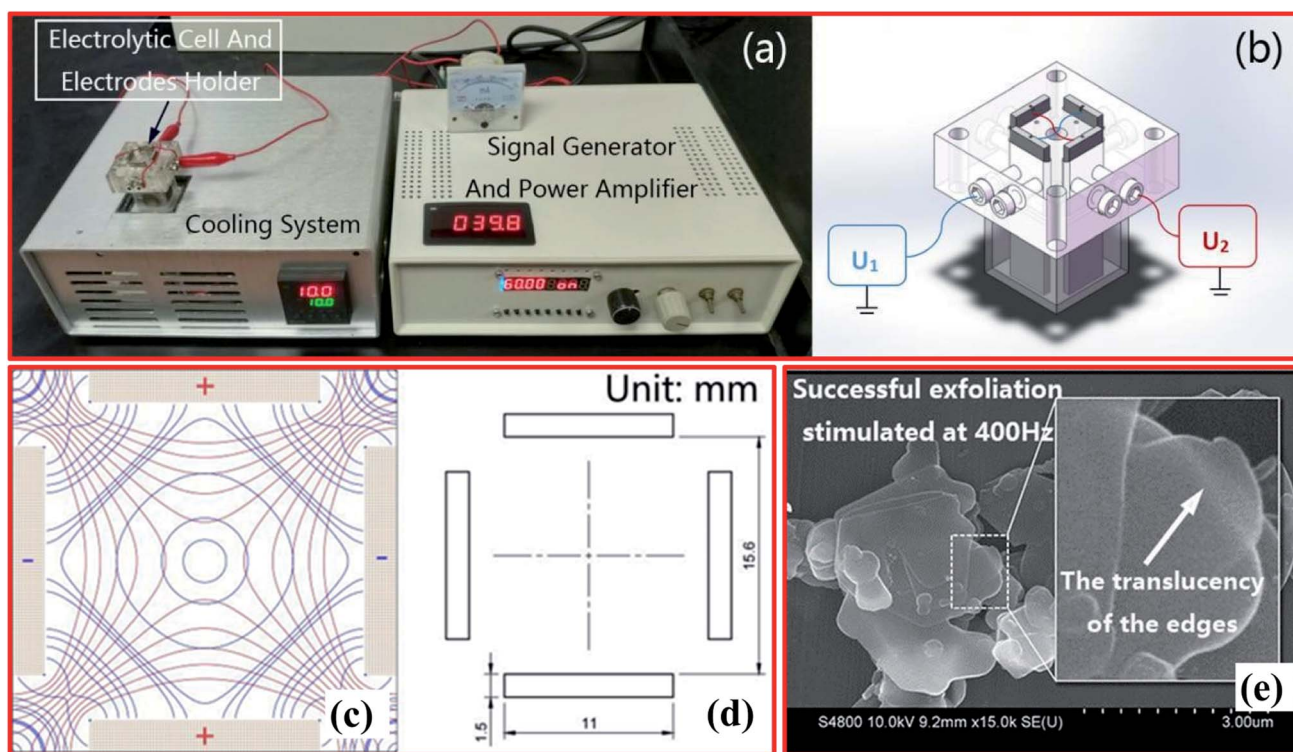 Electrolytic Cell And
Electrodes Holder
(a)
Signal Generator
And Power Amplifier
Cooling System
mA
039.8
10.0
10.0
60.00 on
(b)
U1
U2
+
-
-
+
(c)
Unit: mm
15.6
1.5
11
(d)
Successful exfoliation
stimulated at 400Hz
The translucency
of the edges
(e)
S4800 10.0kV 9.2mm x15.0k SE(U)
3.00um